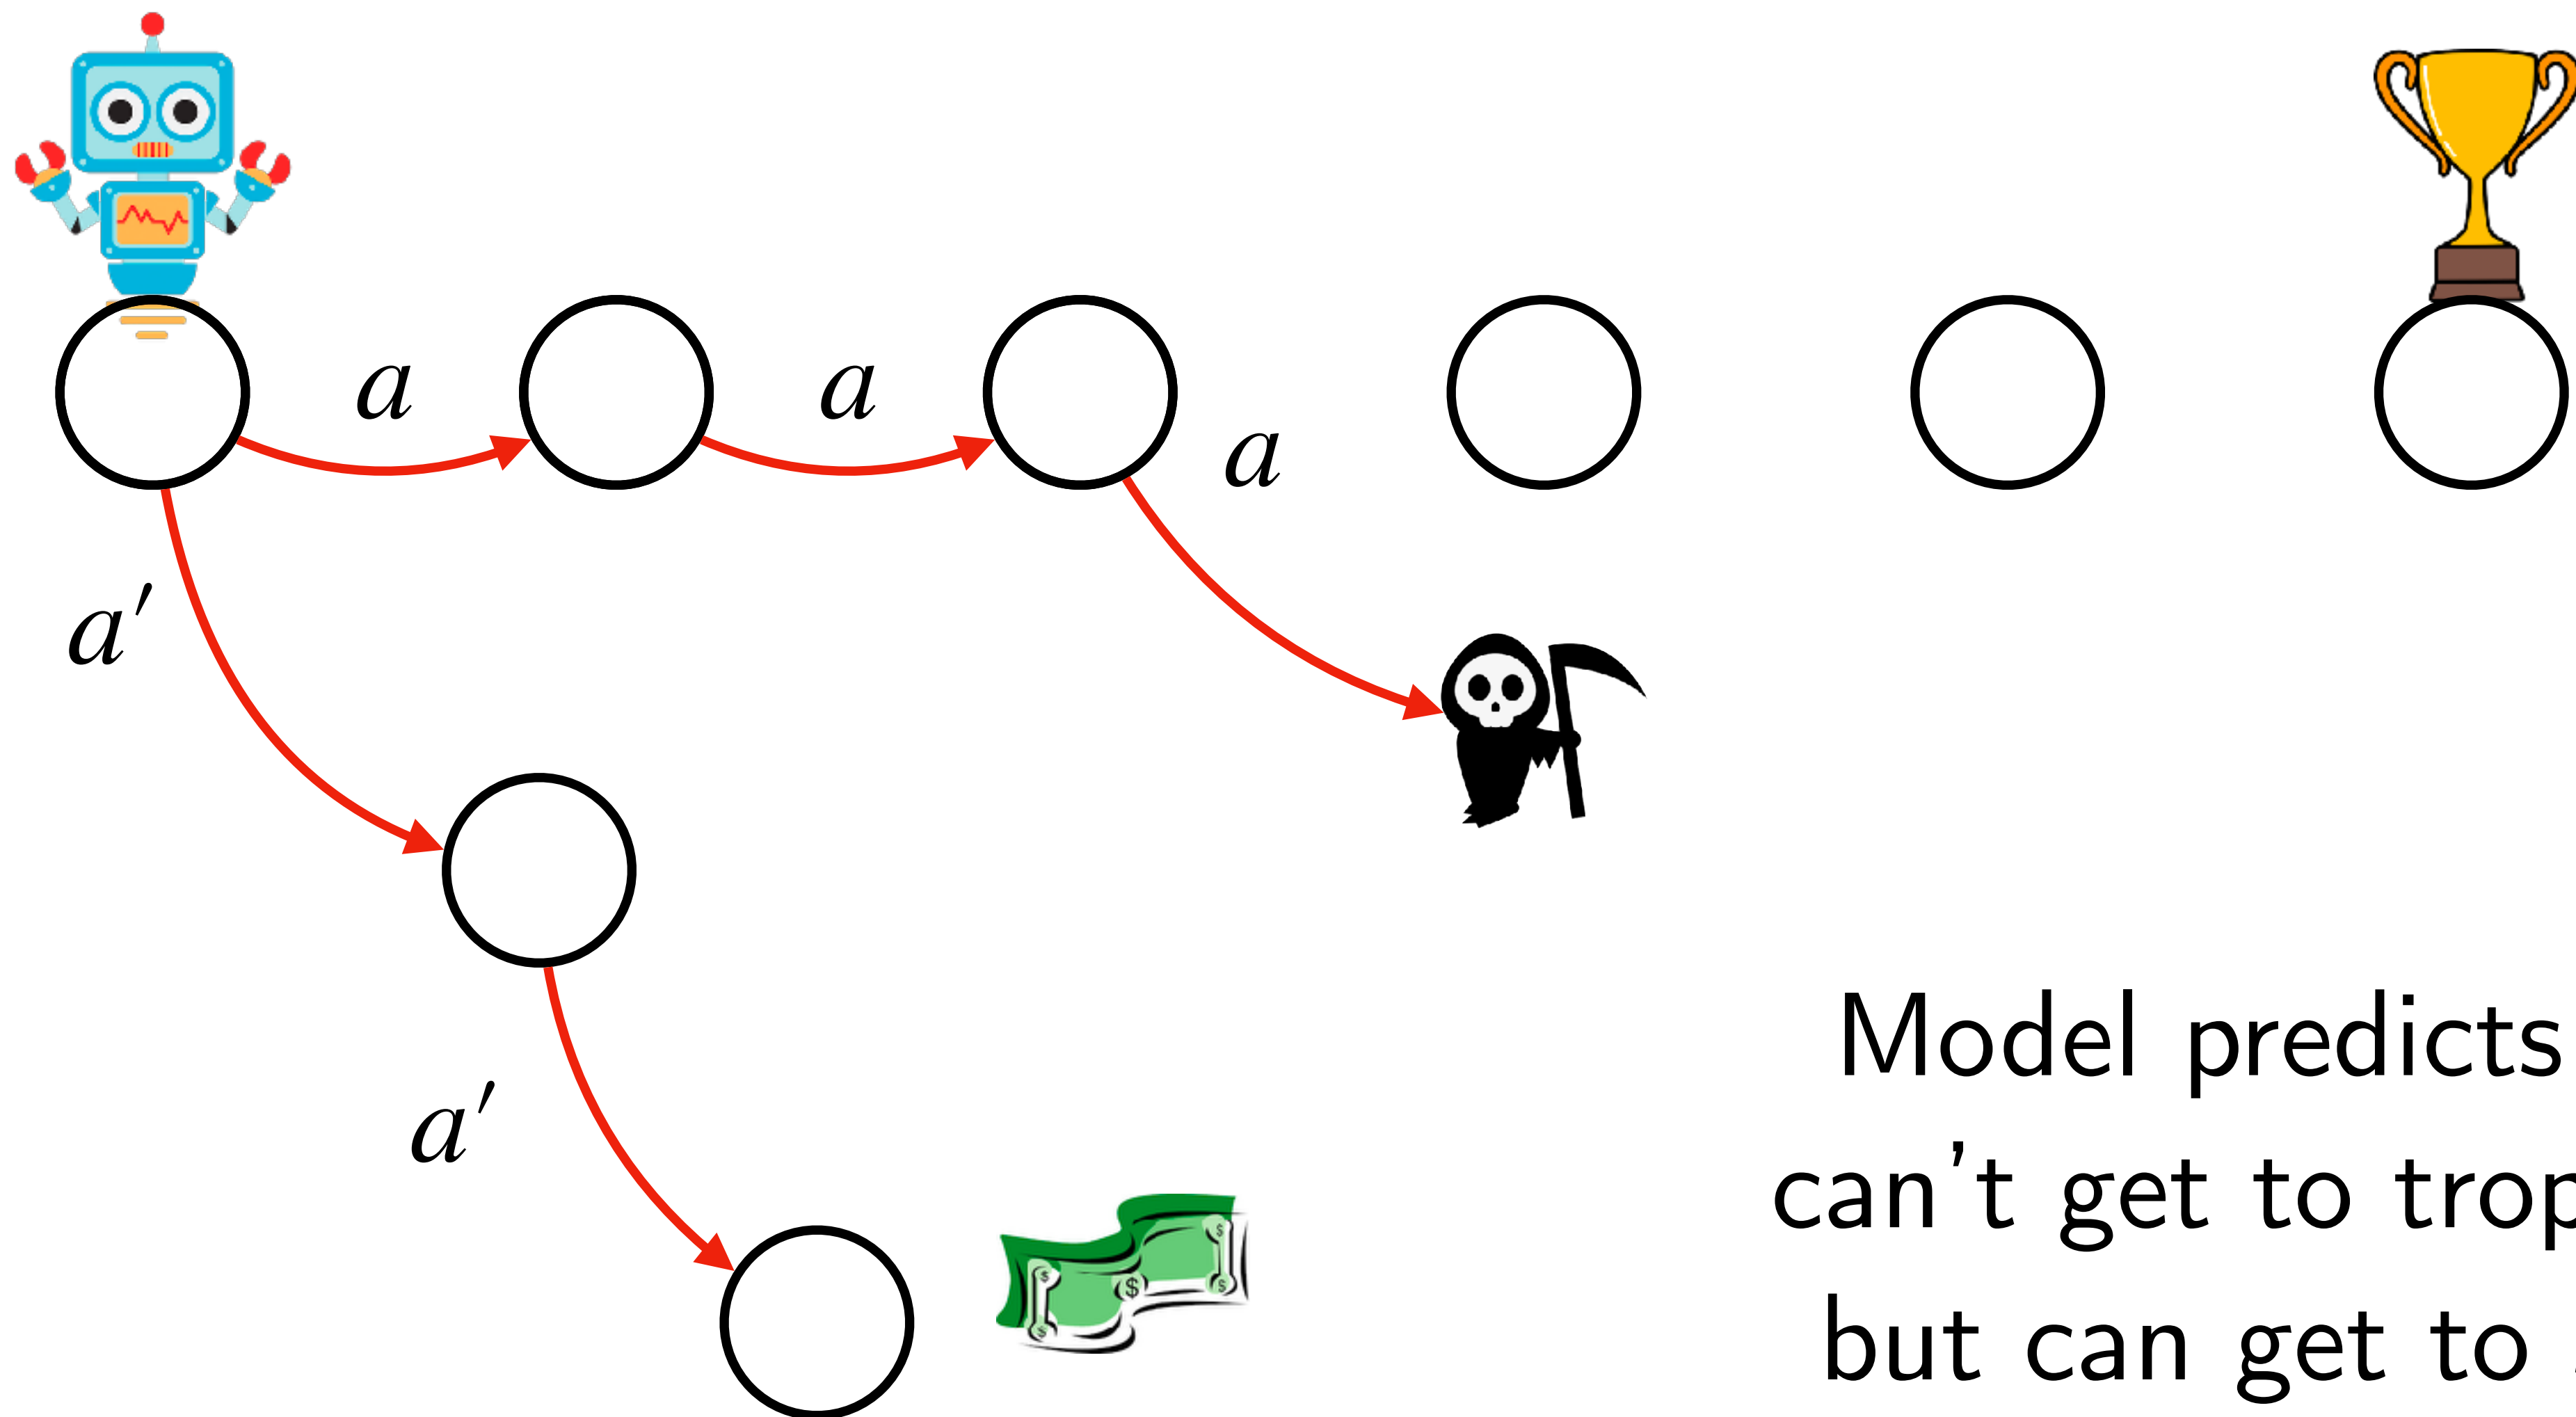 a a
a
a′
a′
Model predicts
can't get to trop
but can get to